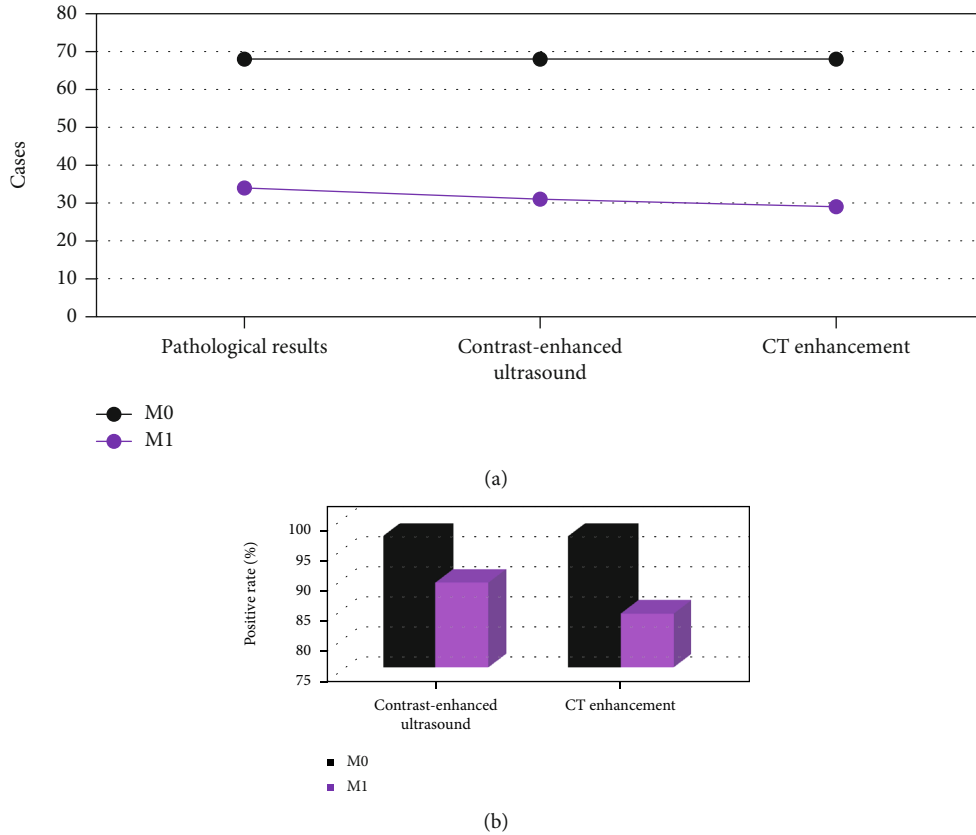 80
70
60
50
40
30
20
10
0
Cases
Pathological results
Contrast-enhanced
ultrasound
CT enhancement
M0
M1
(a)
100
95
90
85
80
75
Positive rate (%)
Contrast-enhanced
ultrasound
CT enhancement
M0
M1
(b)